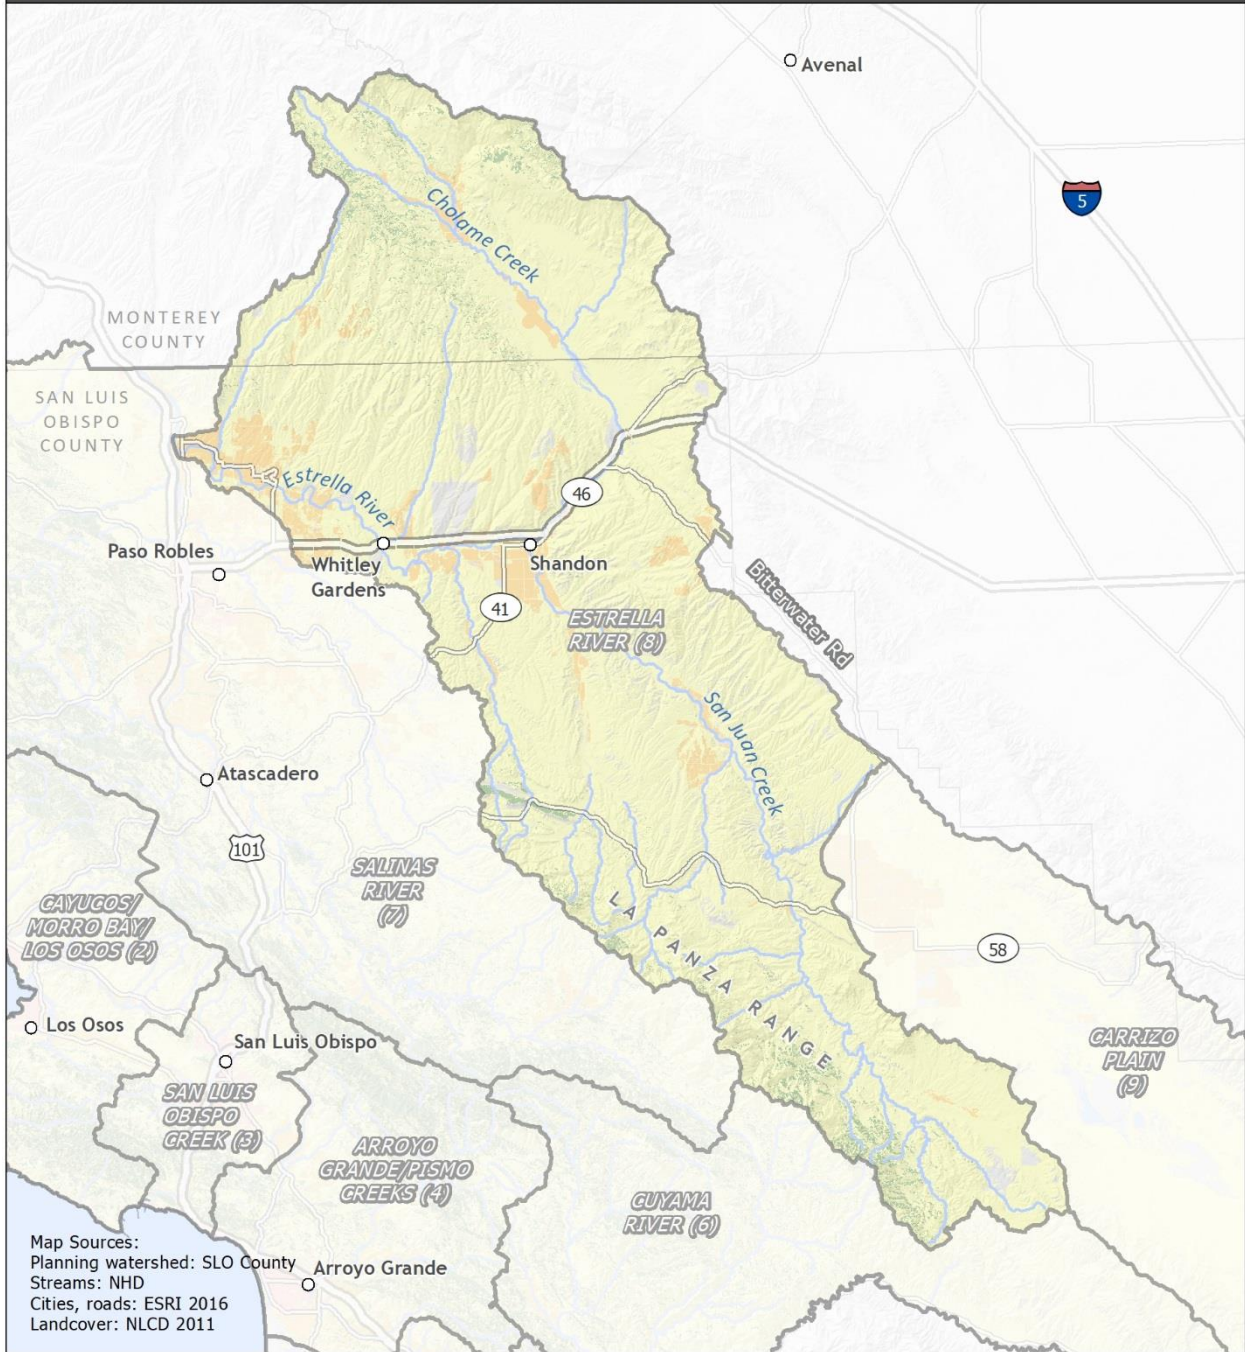 Avenal
5
Cholame Creek
MONTEREY
COUNTY
SAN LUIS
OBISPO
COUNTY
Estrella River
46
Paso Robles
Whitley
Gardens
Shandon
41
ESTRELLA
RIVER (8)
Bitterwater Rd
San Juan Creek
Atascadero
101
SALINAS
RIVER
(7)
CAYUCOS/
MORRO BAY/
LOS OSOS (2)
LA PANZA RANGE
58
Los Osos
San Luis Obispo
CARRIZO
PLAIN
(9)
SAN LUIS
OBISPO
CREEK (3)
ARROYO
GRANDE/PISMO
CREEKS (4)
CUYAMA
RIVER (6)
Map Sources:
Planning watershed: SLO County
Streams: NHD
Cities, roads: ESRI 2016
Landcover: NLCD 2011
Arroyo Grande